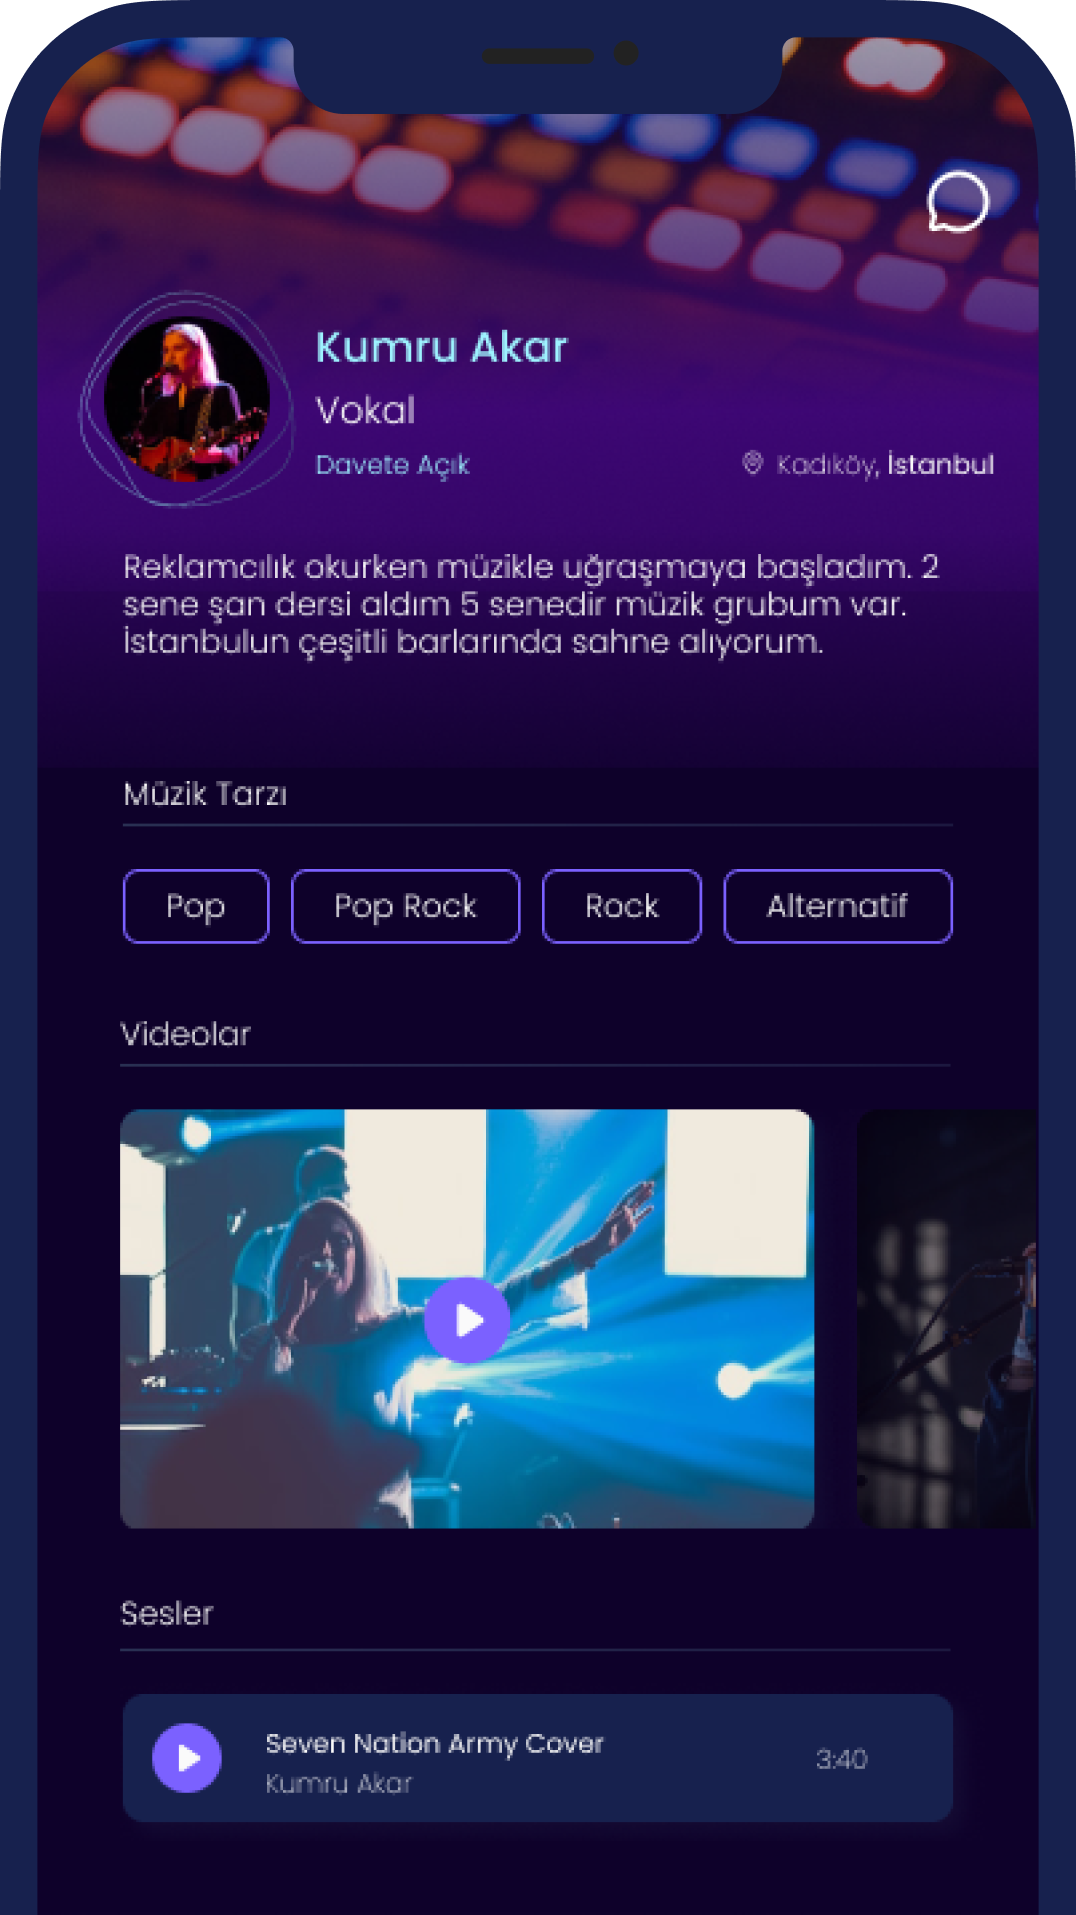 Kumru Akar
Vokal
Davete Açık
Kadıköy, İstanbul
Reklamcılık okurken müzikle uğraşmaya başladım. 2
sene şan dersi aldım 5 senedir müzik grubum var.
İstanbulun çeşitli barlarında sahne alıyorum.
Müzik Tarzı
Pop
Pop Rock
Rock
Alternatif
Videolar
Sesler
Seven Nation Army Cover
Kumru Akar
3:40